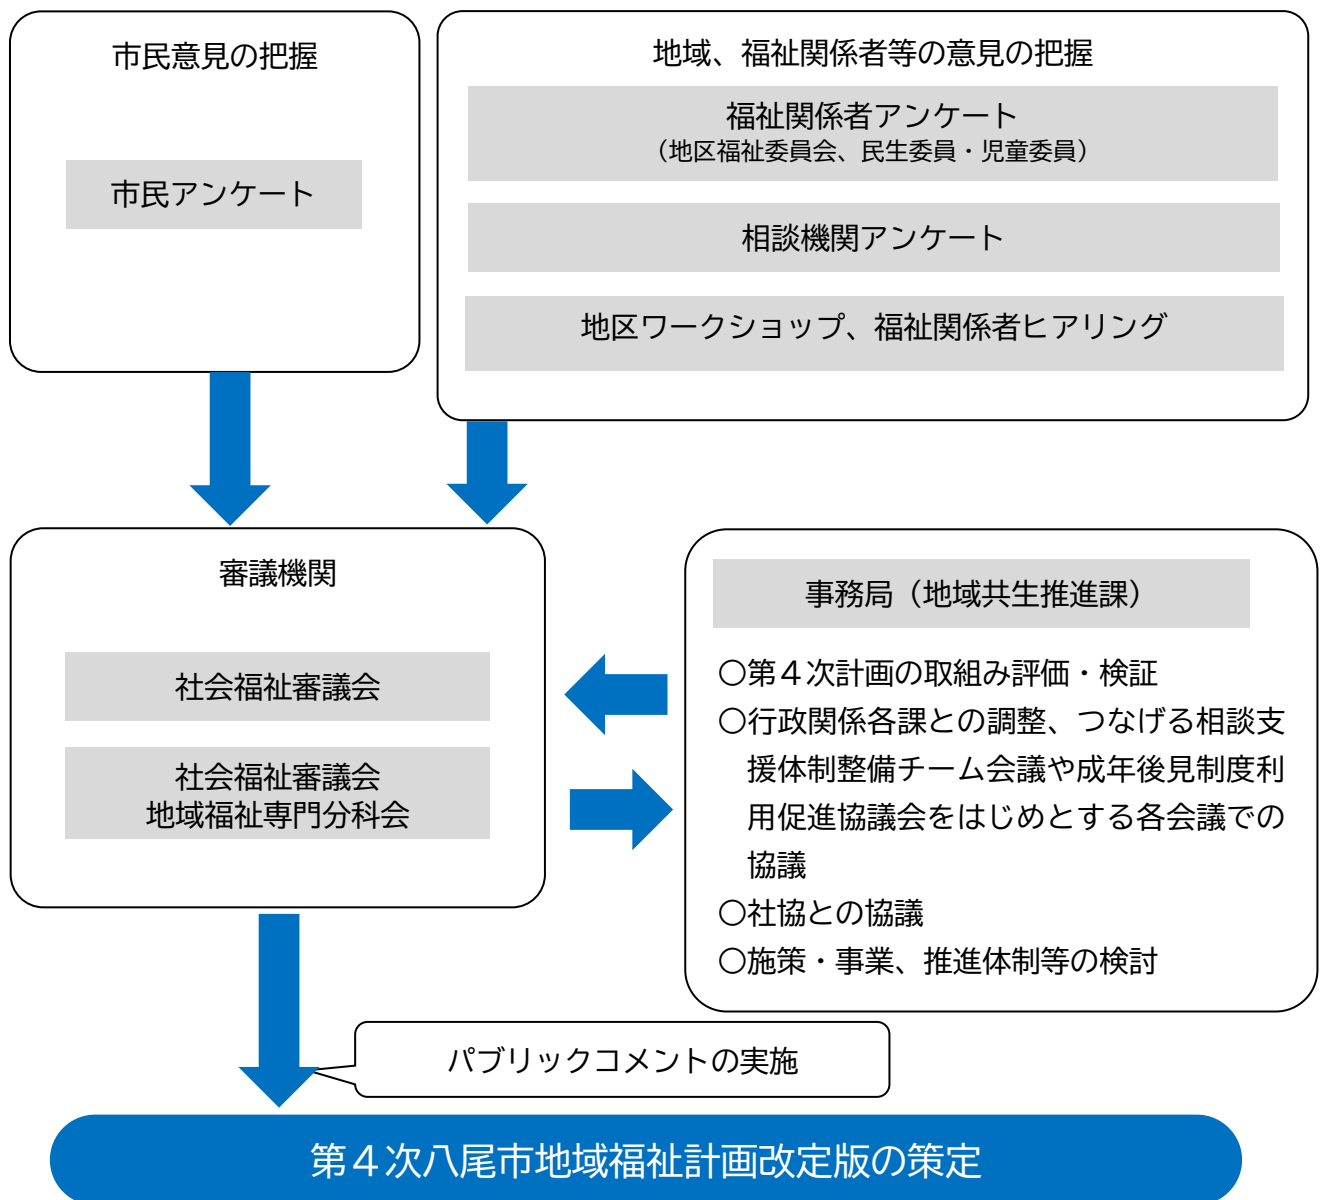 市民意見の把握
市民アンケート
地域、福祉関係者等の意見の把握
福祉関係者アンケート
（地区福祉委員会、民生委員・児童委員）
相談機関アンケート
地区ワークショップ、福祉関係者ヒアリング
審議機関
社会福祉審議会
社会福祉審議会
地域福祉専門分科会
事務局（地域共生推進課）
〇第４次計画の取組み評価・検証
〇行政関係各課との調整、つなげる相談支
援体制整備チーム会議や成年後見制度利
用促進協議会をはじめとする各会議での
協議
〇社協との協議
〇施策・事業、推進体制等の検討
パブリックコメントの実施
第４次八尾市地域福祉計画改定版の策定